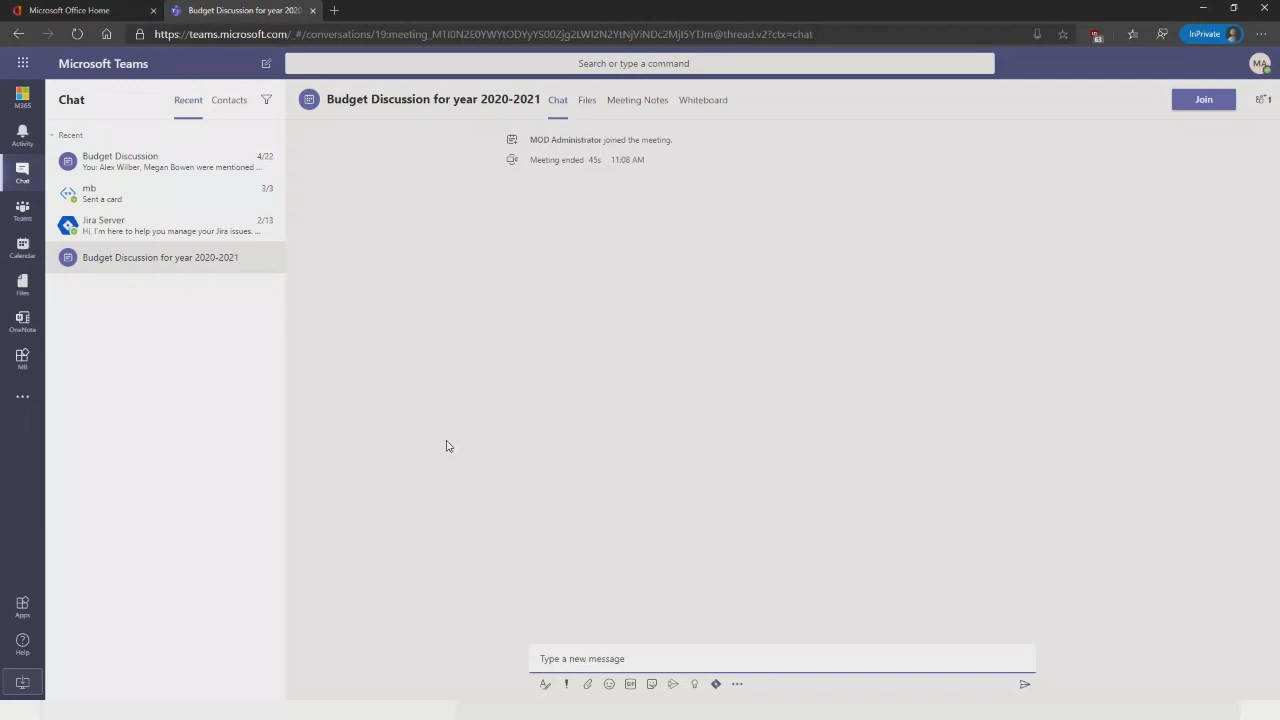 Microsoft Office Home
Budget Discussion for year 2020
https://teams.microsoft.com/_#/conversations/19:meeting_MTI0N2E0YWYtODYyYS00Zjg2LWI2N2YtNjViNDc2MjI5YTJm@thread.v2?ctx=chat
63
InPrivate
Microsoft Teams
Search or type a command
MA
M365
Activity
Chat
Teams
Calendar
Files
OneNote
MB
Apps
Help
Chat
Recent
Contacts
Recent
Budget Discussion 4/22
You: Alex Wilber, Megan Bowen were mentioned ...
mb 3/3
Sent a card
Jira Server 2/13
Hi, I'm here to help you manage your Jira issues. ...
Budget Discussion for year 2020-2021
Budget Discussion for year 2020-2021
Chat Files Meeting Notes Whiteboard
Join
1
MOD Administrator joined the meeting.
Meeting ended 45s 11:08 AM
Type a new message
GIF